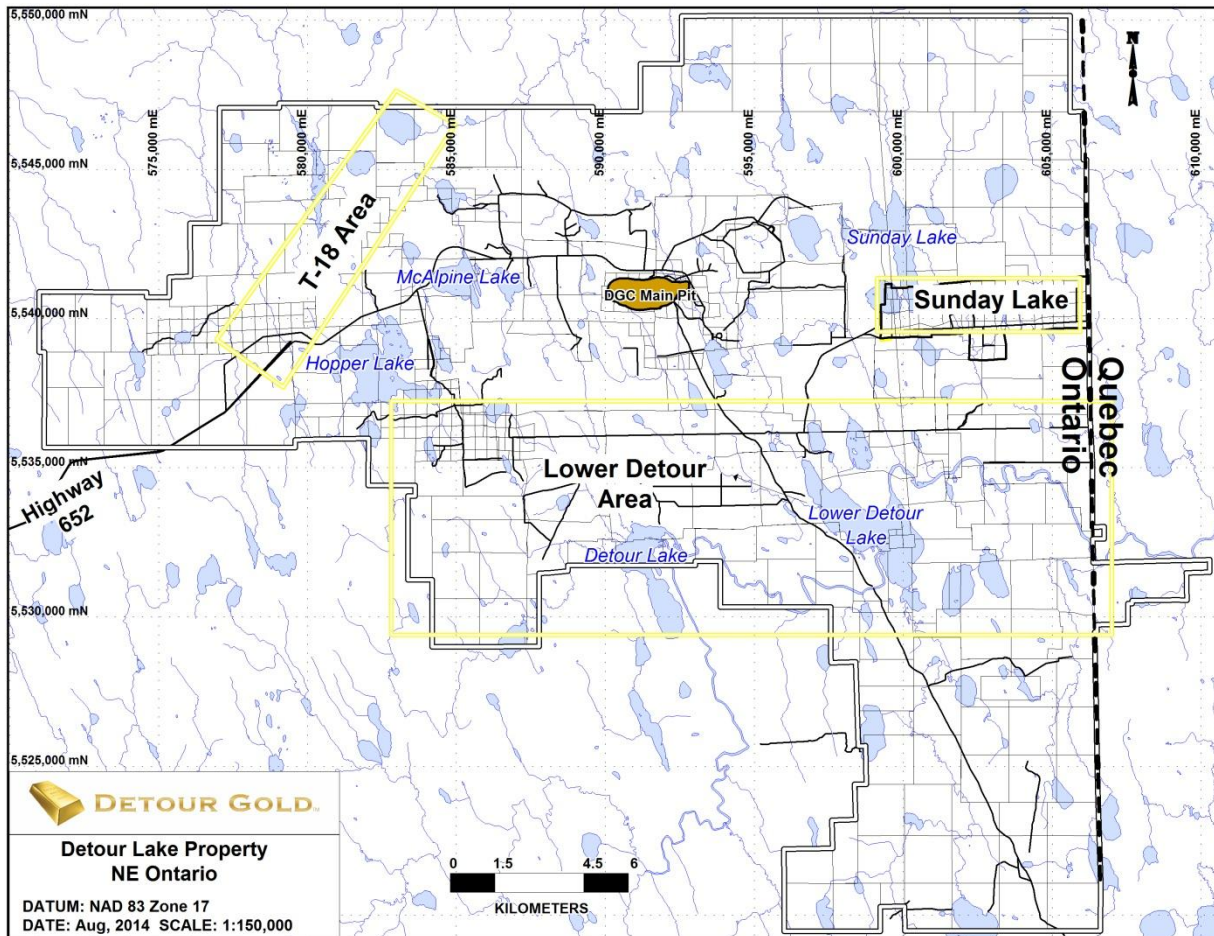 5,550,000 mN
N
575,000 mE
580,000 mE
585,000 mE
590,000 mE
595,000 mE
600,000 mE
605,000 mE
610,000 mE
5,545,000 mN
T-18 Area
Sunday Lake
McAlpine Lake
DGC Main Pit
Sunday Lake
5,540,000 mN
Hopper Lake
Ontario
Quebec
5,535,000 mN
Lower Detour
Area
Highway
652
Lower Detour
Lake
Detour Lake
5,530,000 mN
5,525,000 mN
DETOUR GOLD™
Detour Lake Property
NE Ontario
DATUM: NAD 83 Zone 17
DATE: Aug, 2014 SCALE: 1:150,000
0 1.5 4.5 6
KILOMETERS